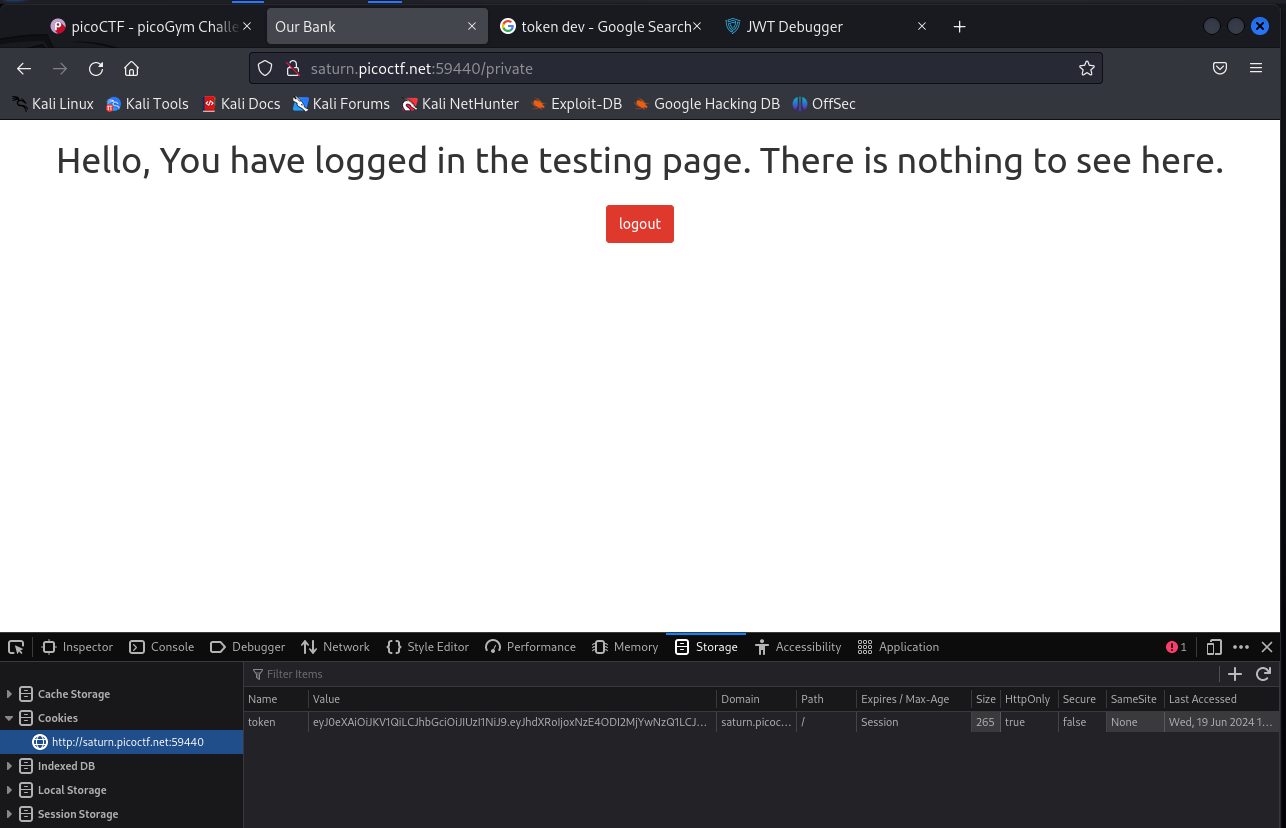 picoCTF - picoGym Challe
Our Bank
token dev - Google Search
JWT Debugger
saturn.picoctf.net:59440/private
Kali Linux Kali Tools Kali Docs Kali Forums Kali NetHunter Exploit-DB Google Hacking DB OffSec
Hello, You have logged in the testing page. There is nothing to see here.
logout
Inspector Console Debugger Network Style Editor Performance Memory Storage Accessibility Application 1
Filter Items
Cache Storage
Cookies
http://saturn.picoctf.net:59440
Indexed DB
Local Storage
Session Storage
Name Value Domain Path Expires / Max-Age Size HttpOnly Secure SameSite Last Accessed
token eyJ0eXAiOiJKV1QiLCJhbGciOiJIUzI1NiJ9.eyJhdXRoIjoxNzE4ODI2MjYwNzQ1LCJ... saturn.picoc... / Session 265 true false None Wed, 19 Jun 2024 1...